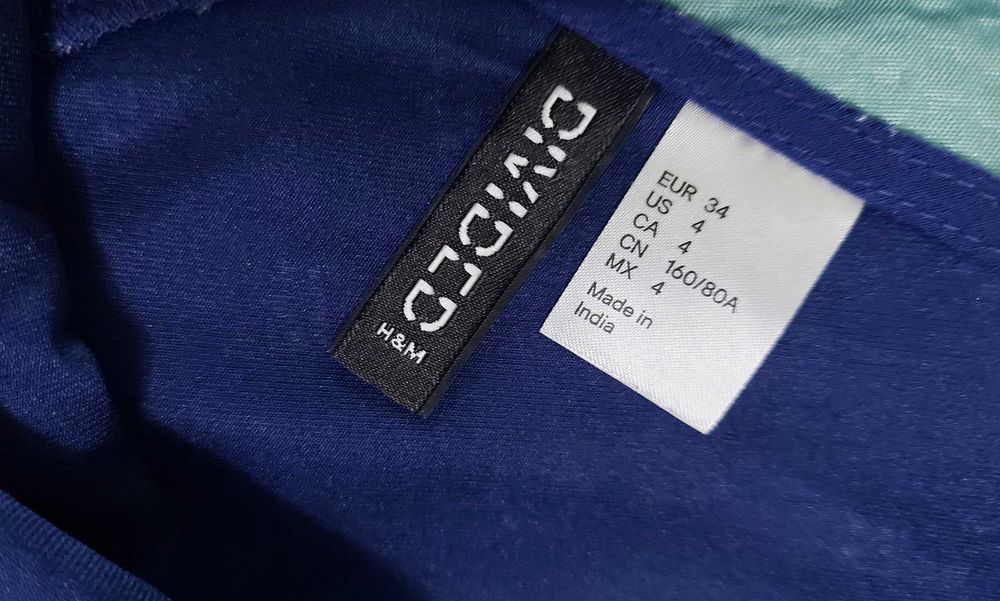 DIVIDED
H&M
EUR 34
US 4
CA 4
CN 160/80A
MX 4
Made in
India